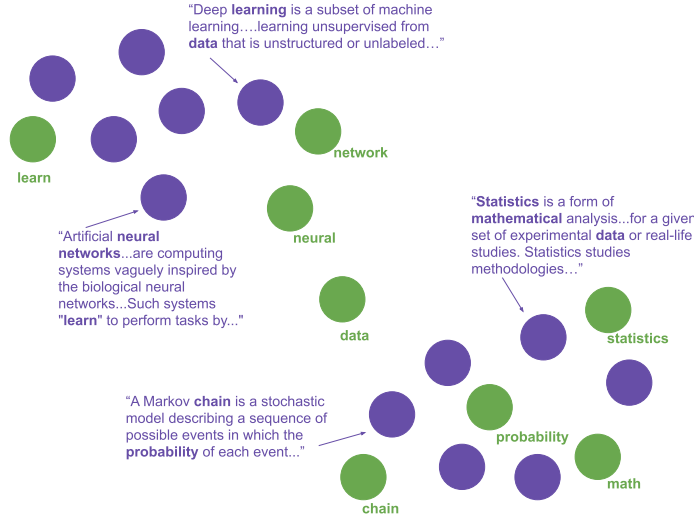 “Deep learning is a subset of machine
learning….learning unsupervised from
data that is unstructured or unlabeled…”
network
learn
“Statistics is a form of
mathematical analysis...for a given
set of experimental data or real-life
studies. Statistics studies
methodologies…”
“Artificial neural
networks...are computing
systems vaguely inspired by
the biological neural
networks...Such systems
"learn" to perform tasks by..."
neural
data
statistics
“A Markov chain is a stochastic
model describing a sequence of
possible events in which the
probability of each event...”
probability
math
chain